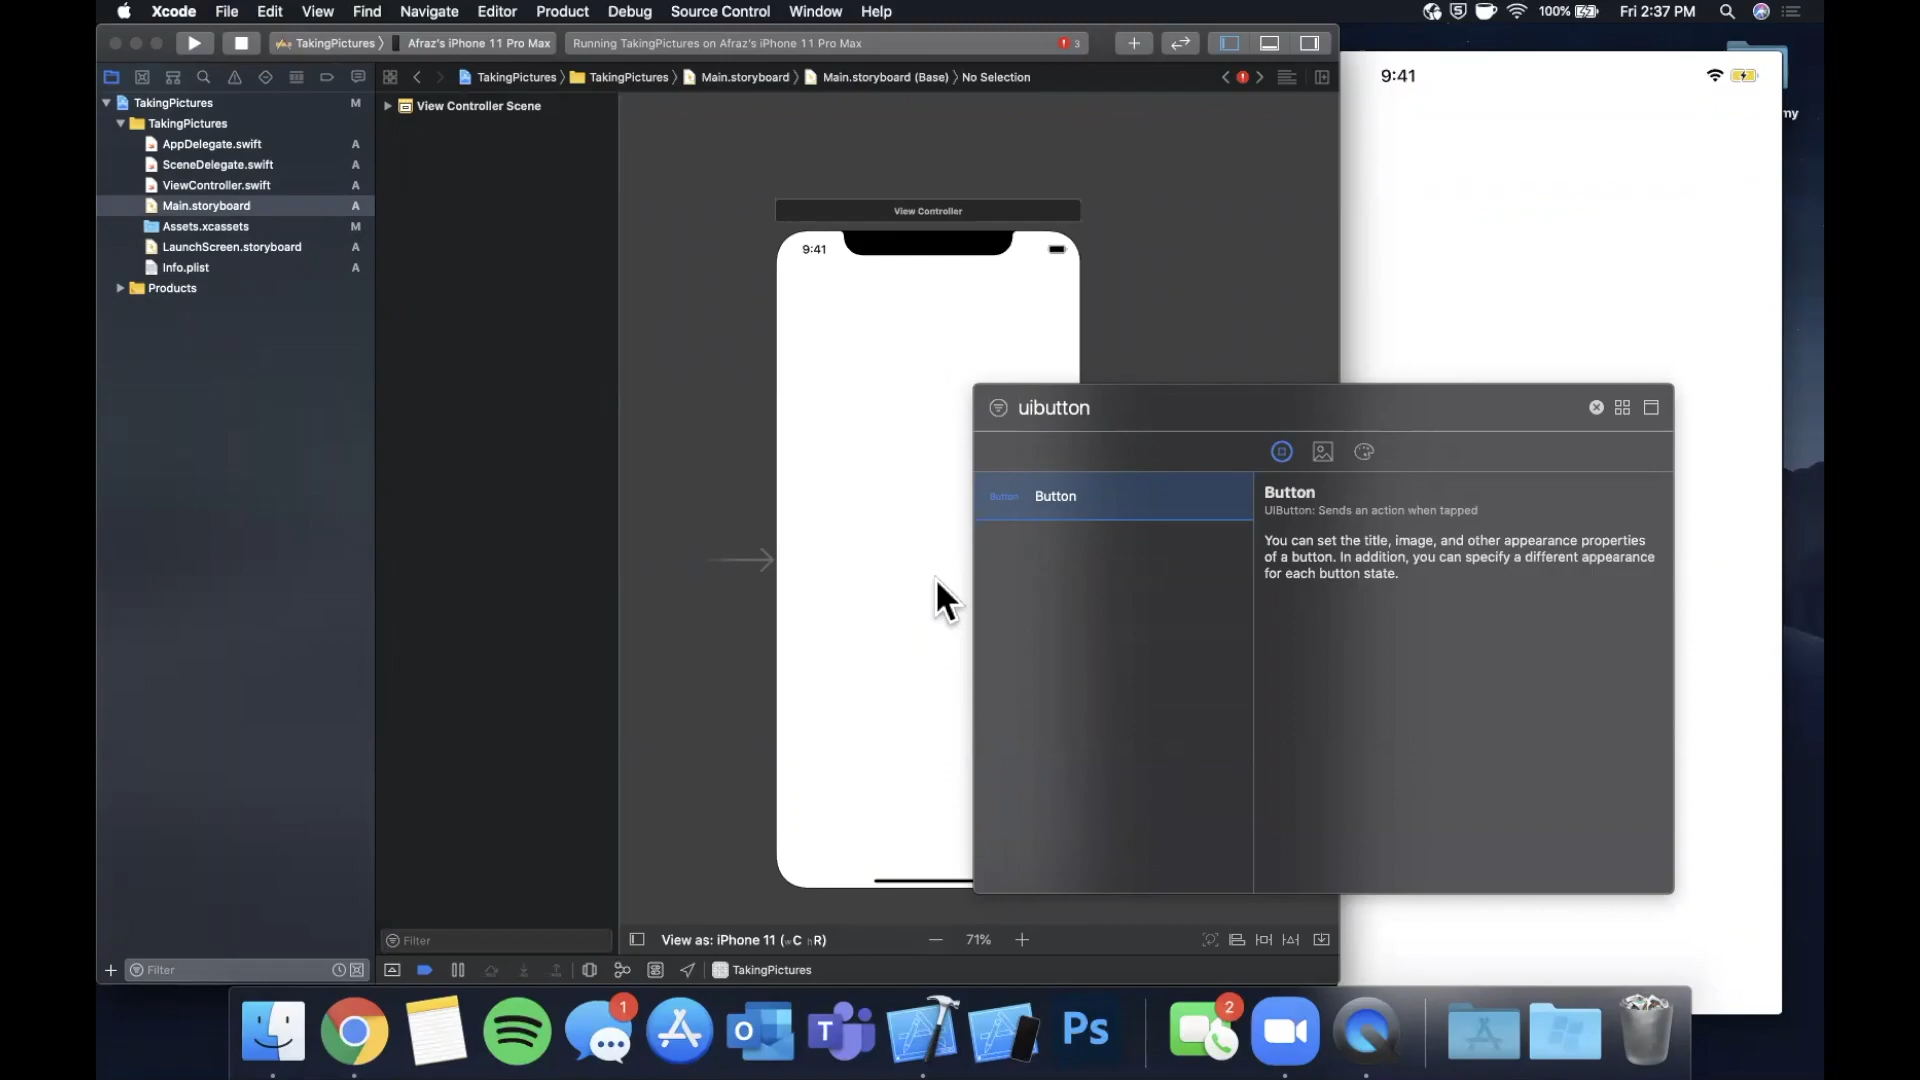 Xcode File Edit View Find Navigate Editor Product Debug Source Control Window Help 100% Fri 2:37 PM
TakingPictures Afraz's iPhone 11 Pro Max Running TakingPictures on Afraz's iPhone 11 Pro Max 3
TakingPictures TakingPictures Main.storyboard Main.storyboard (Base) No Selection
9:41
TakingPictures M
View Controller Scene
my
TakingPictures
AppDelegate.swift A
SceneDelegate.swift A
ViewController.swift A
Main.storyboard A
View Controller
Assets.xcassets M
LaunchScreen.storyboard A
9:41
Info.plist A
Products
uibutton
Button Button
Button
UIButton: Sends an action when tapped
You can set the title, image, and other appearance properties
of a button. In addition, you can specify a different appearance
for each button state.
Filter
View as: iPhone 11 (wC hR) 71%
Filter
TakingPictures
1
2
Ps